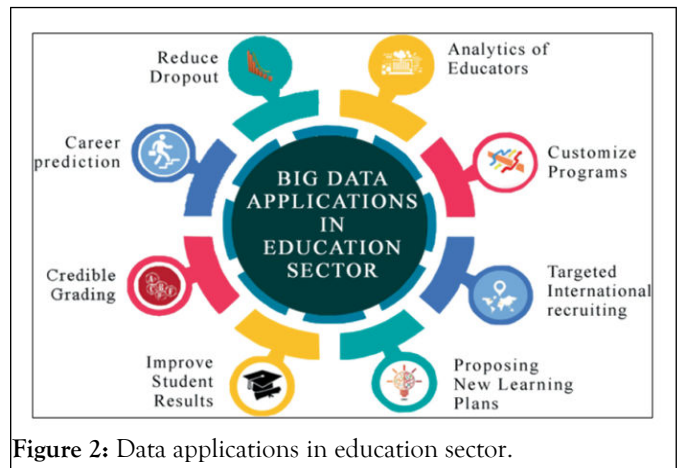 Reduce
Dropout
Analytics of
Educators
Career
prediction
Customize
Programs
BIG DATA
APPLICATIONS
IN
EDUCATION
SECTOR
Credible
Grading
Targeted
International
recruiting
Improve
Student
Results
Proposing
New Learning
Plans
Figure 2: Data applications in education sector.